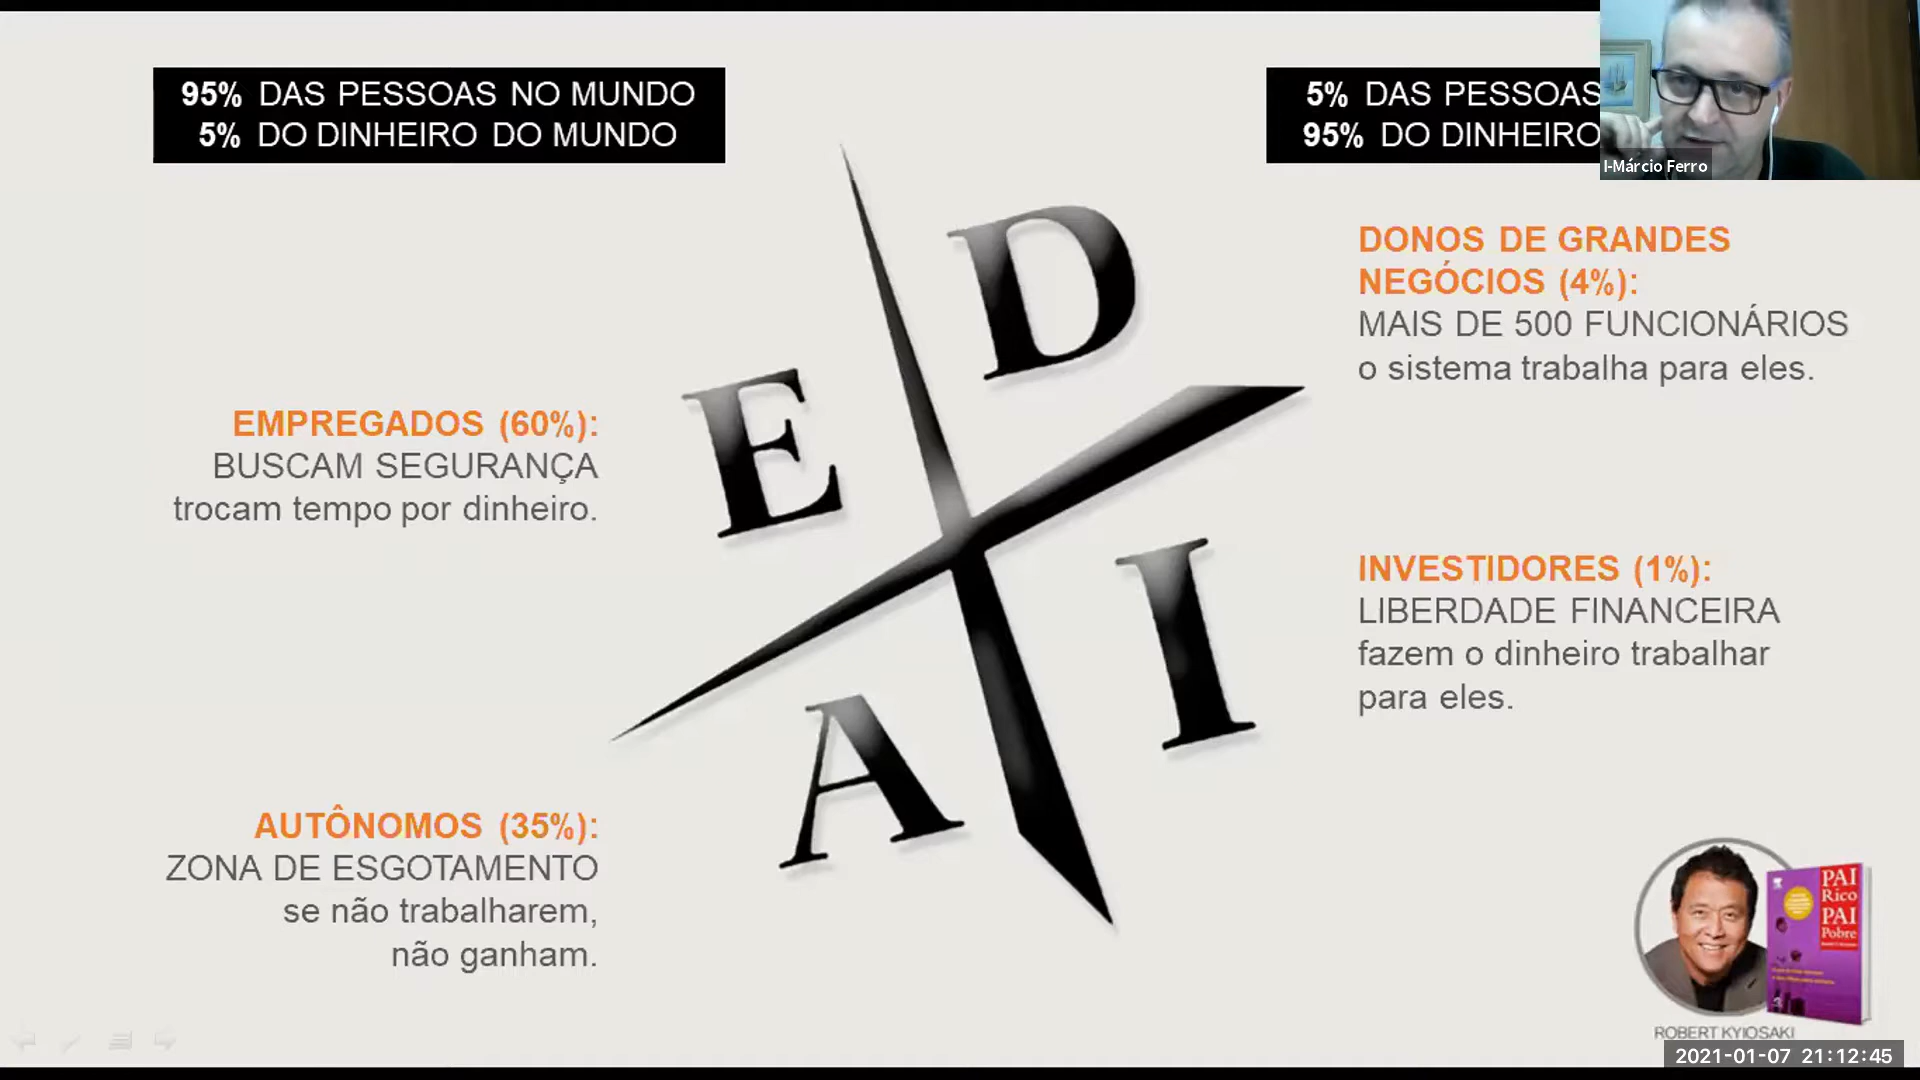 95% DAS PESSOAS NO MUNDO
5% DO DINHEIRO DO MUNDO
5% DAS PESSOAS
95% DO DINHEIRO
I-Márcio Ferro
D
DONOS DE GRANDES
NEGÓCIOS (4%):
MAIS DE 500 FUNCIONÁRIOS
o sistema trabalha para eles.
E
EMPREGADOS (60%):
BUSCAM SEGURANÇA
trocam tempo por dinheiro.
I
INVESTIDORES (1%):
LIBERDADE FINANCEIRA
fazem o dinheiro trabalhar
para eles.
A
AUTÔNOMOS (35%):
ZONA DE ESGOTAMENTO
se não trabalharem,
não ganham.
PAI
Rico
PAI
Pobre
ROBERT KYIOSAKI
2021-01-07 21:12:45